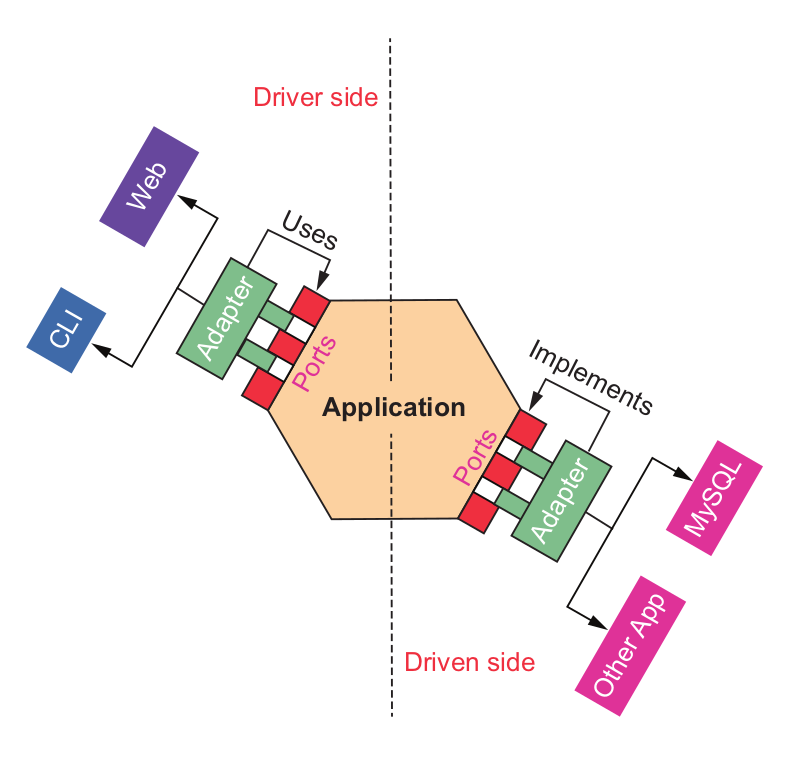 Driver side
Web
Uses
CLI
Adapter
Ports
Application
Implements
Ports
Adapter
MySQL
Other App
Driven side